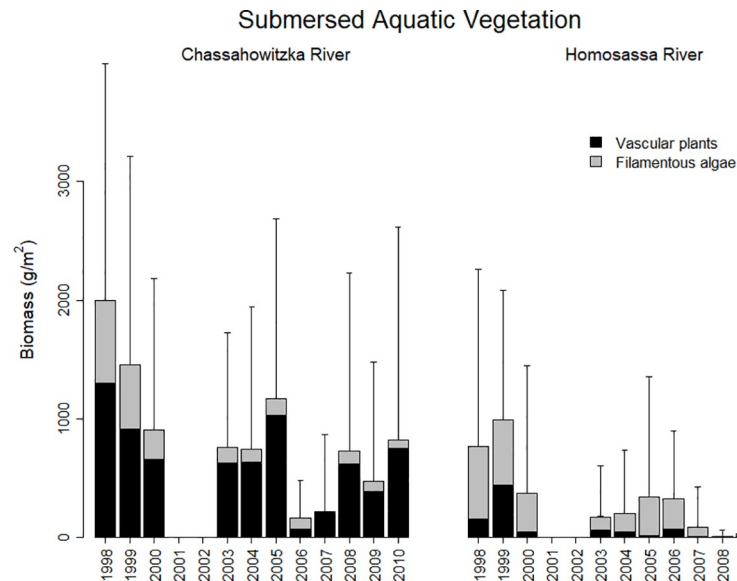 Submersed Aquatic Vegetation
Chassahowitzka River
Homosassa River
Vascular plants
Filamentous algae
Biomass (g/m²)
3000
2000
1000
0
1998 1999 2000 2001 2002 2003 2004 2005 2006 2007 2008 2009 2010
1998 1999 2000 2001 2002 2003 2004 2005 2006 2007 2008